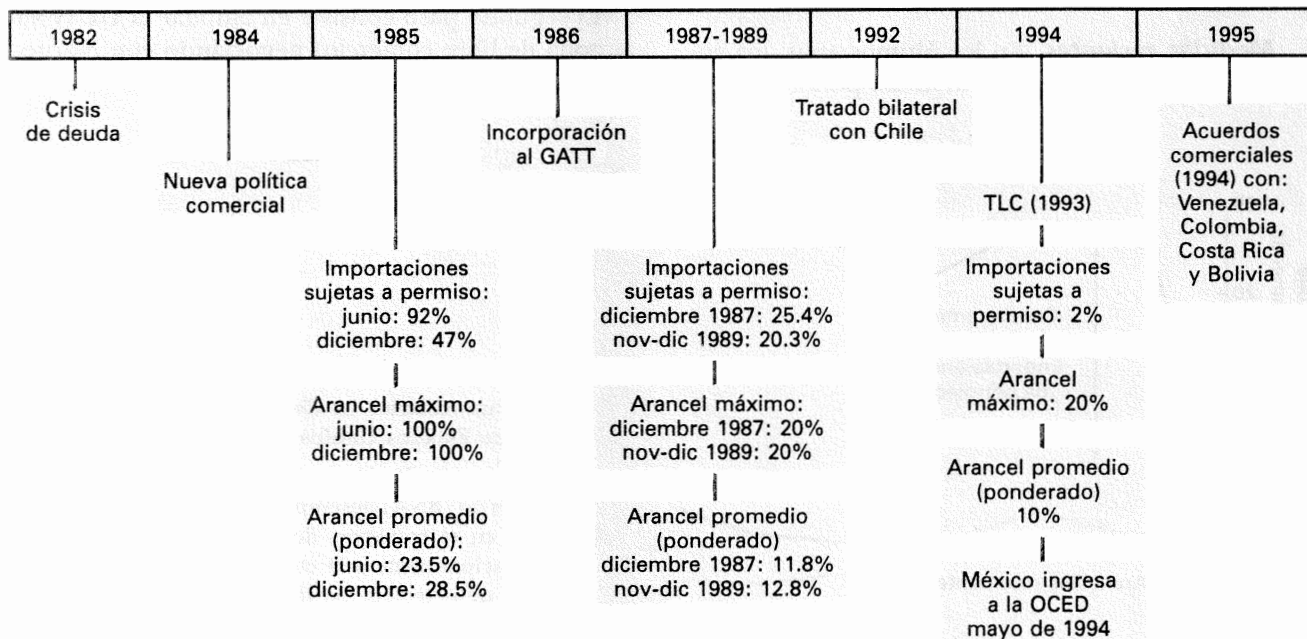 1982
1984
1985
1986
1987-1989
1992
1994
1995
Crisis
de deuda
Nueva política
comercial
Importaciones
sujetas a permiso:
junio: 92%
diciembre: 47%
Arancel máximo:
junio: 100%
diciembre: 100%
Arancel promedio
(ponderado):
junio: 23.5%
diciembre: 28.5%
Incorporación
al GATT
Importaciones
sujetas a permiso:
diciembre 1987: 25.4%
nov-dic 1989: 20.3%
Arancel máximo:
diciembre 1987: 20%
nov-dic 1989: 20%
Arancel promedio
(ponderado)
diciembre 1987: 11.8%
nov-dic 1989: 12.8%
Tratado bilateral
con Chile
TLC (1993)
Importaciones
sujetas a
permiso: 2%
Arancel
máximo: 20%
Arancel promedio
(ponderado)
10%
México ingresa
a la OCED
mayo de 1994
Acuerdos
comerciales
(1994) con:
Venezuela,
Colombia,
Costa Rica
y Bolivia